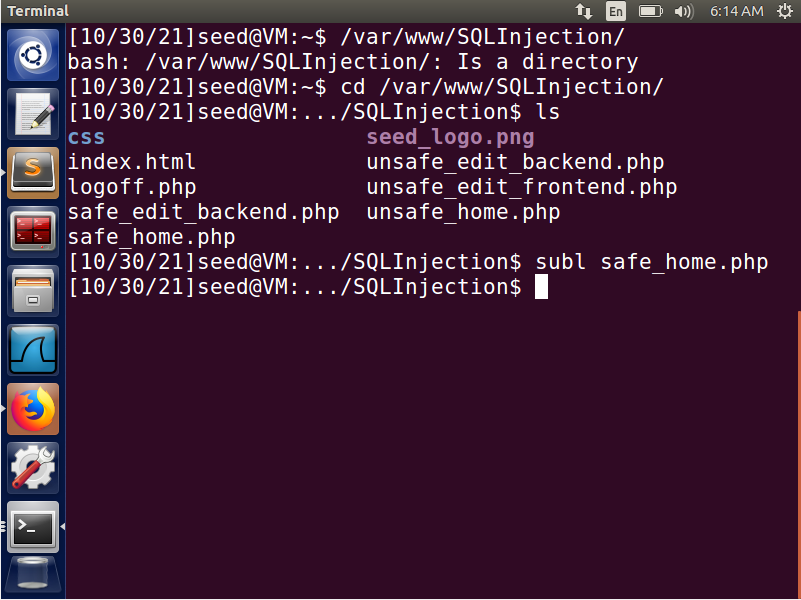 Terminal
En
6:14 AM
[10/30/21]seed@VM:~$ /var/www/SQLInjection/
bash: /var/www/SQLInjection/: Is a directory
[10/30/21]seed@VM:~$ cd /var/www/SQLInjection/
[10/30/21]seed@VM:.../SQLInjection$ ls
css seed_logo.png
index.html unsafe_edit_backend.php
logoff.php unsafe_edit_frontend.php
safe_edit_backend.php unsafe_home.php
safe_home.php
[10/30/21]seed@VM:.../SQLInjection$ subl safe_home.php
[10/30/21]seed@VM:.../SQLInjection$